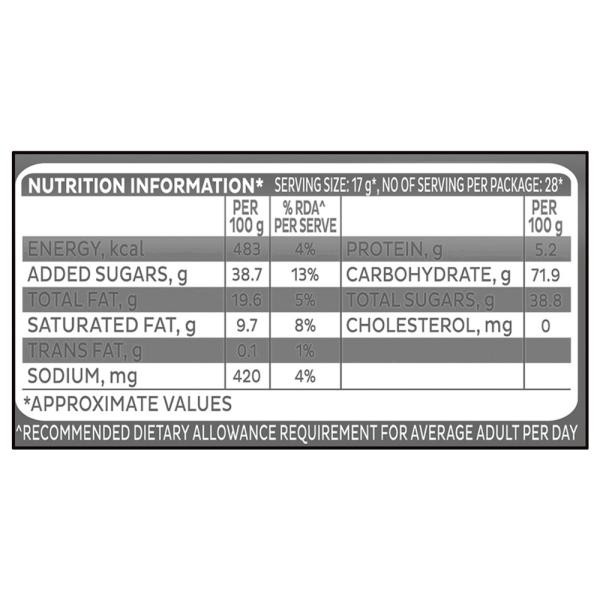 NUTRITION INFORMATION* SERVING SIZE: 17 g*, NO OF SERVING PER PACKAGE: 28*
PER 100 g % RDA^ PER SERVE PER 100 g
ENERGY, kcal 483 4% PROTEIN, g 5.2
ADDED SUGARS, g 38.7 13% CARBOHYDRATE, g 71.9
TOTAL FAT, g 19.6 5% TOTAL SUGARS, g 38.8
SATURATED FAT, g 9.7 8% CHOLESTEROL, mg 0
TRANS FAT, g 0.1 1%
SODIUM, mg 420 4%
*APPROXIMATE VALUES
^RECOMMENDED DIETARY ALLOWANCE REQUIREMENT FOR AVERAGE ADULT PER DAY